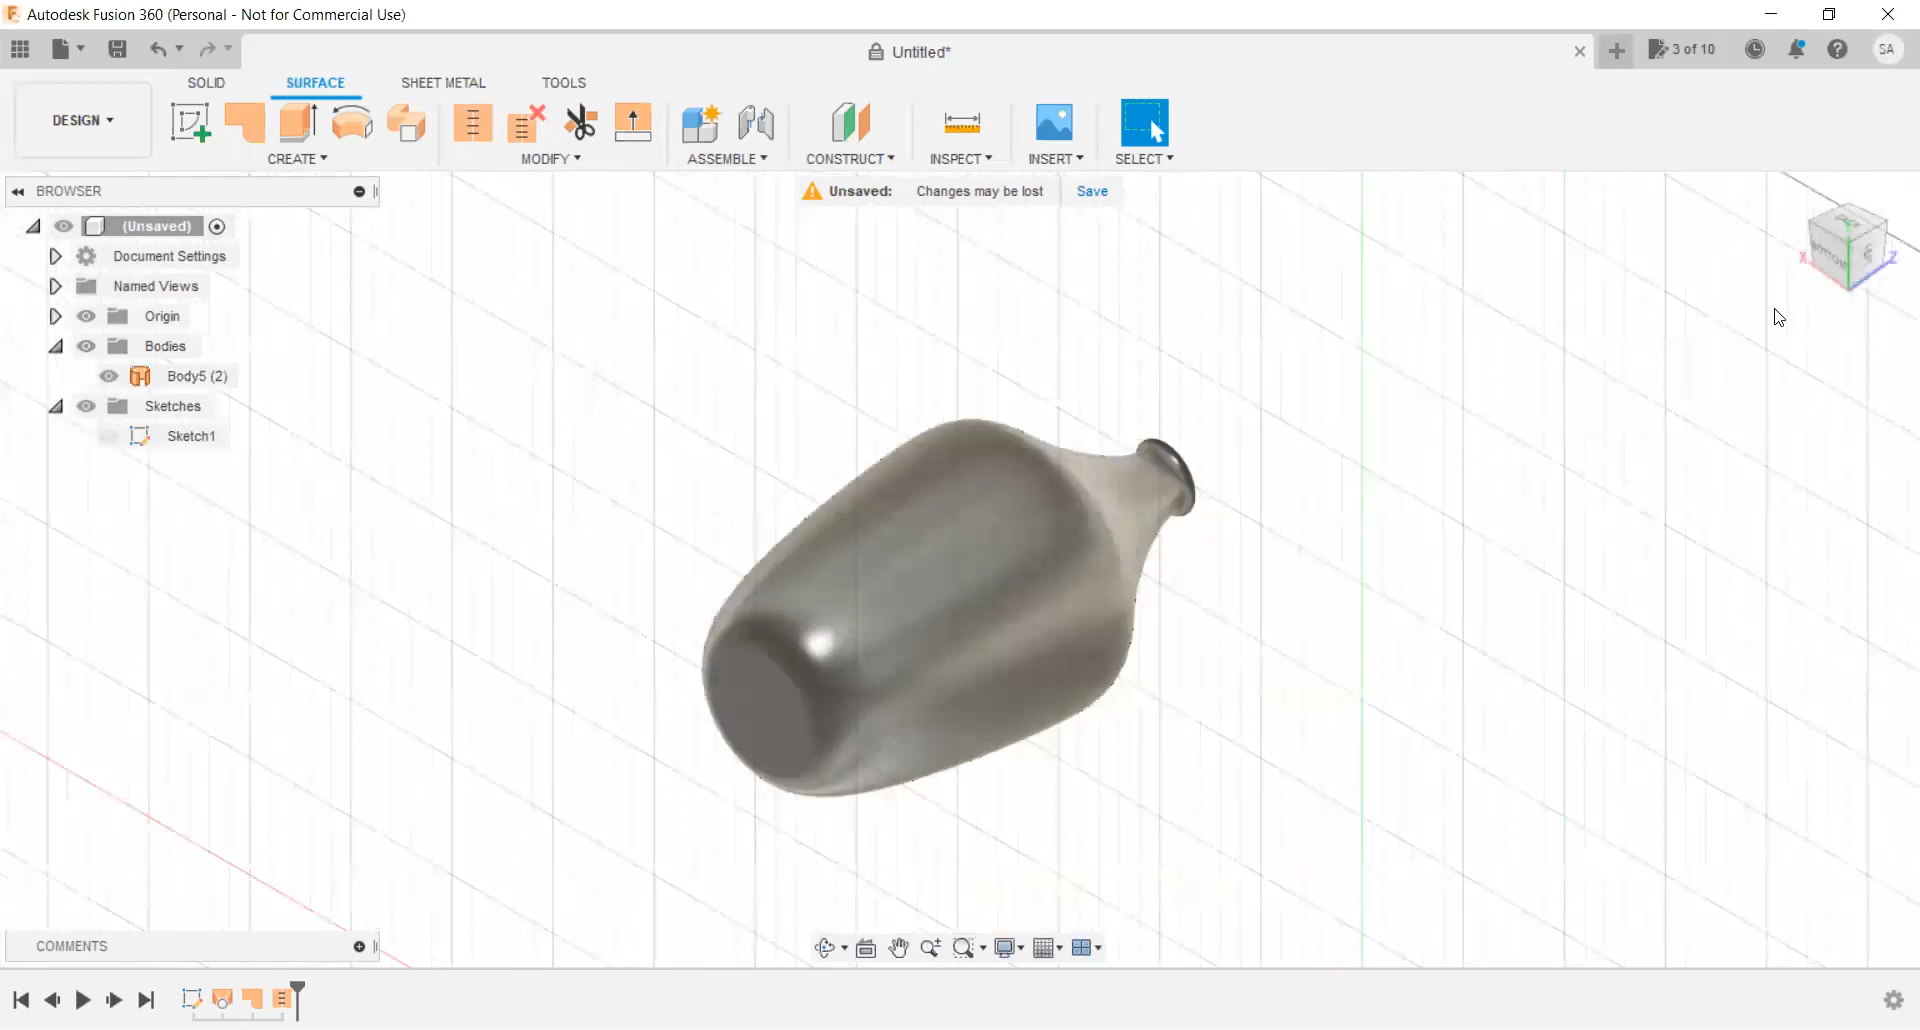 Autodesk Fusion 360 (Personal - Not for Commercial Use)
Untitled*
3 of 10
SA
SOLID SURFACE SHEET METAL TOOLS
DESIGN
CREATE MODIFY ASSEMBLE CONSTRUCT INSPECT INSERT SELECT
BROWSER
Unsaved: Changes may be lost Save
(Unsaved)
Document Settings
Named Views
Origin
Bodies
Body5 (2)
Sketches
Sketch1
BOTTOM
X
Z
COMMENTS